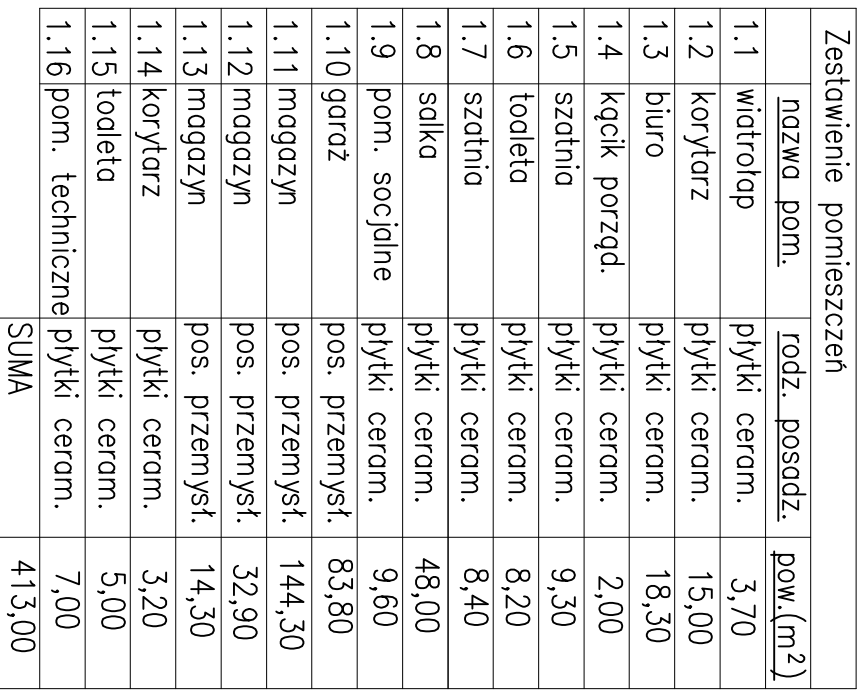 Zestawienie pomieszczeń
nazwa pom. rodz. posadz. pow.(m²)
1.1 wiatrołap płytki ceram. 3,70
1.2 korytarz płytki ceram. 15,00
1.3 biuro płytki ceram. 18,30
1.4 kącik porząd. płytki ceram. 2,00
1.5 szatnia płytki ceram. 9,30
1.6 toaleta płytki ceram. 8,20
1.7 szatnia płytki ceram. 8,40
1.8 salka płytki ceram. 48,00
1.9 pom. socjalne płytki ceram. 9,60
1.10 garaż pos. przemysł. 83,80
1.11 magazyn pos. przemysł. 144,30
1.12 magazyn pos. przemysł. 32,90
1.13 magazyn pos. przemysł. 14,30
1.14 korytarz płytki ceram. 3,20
1.15 toaleta płytki ceram. 5,00
1.16 pom. techniczne płytki ceram. 7,00
SUMA 413,00